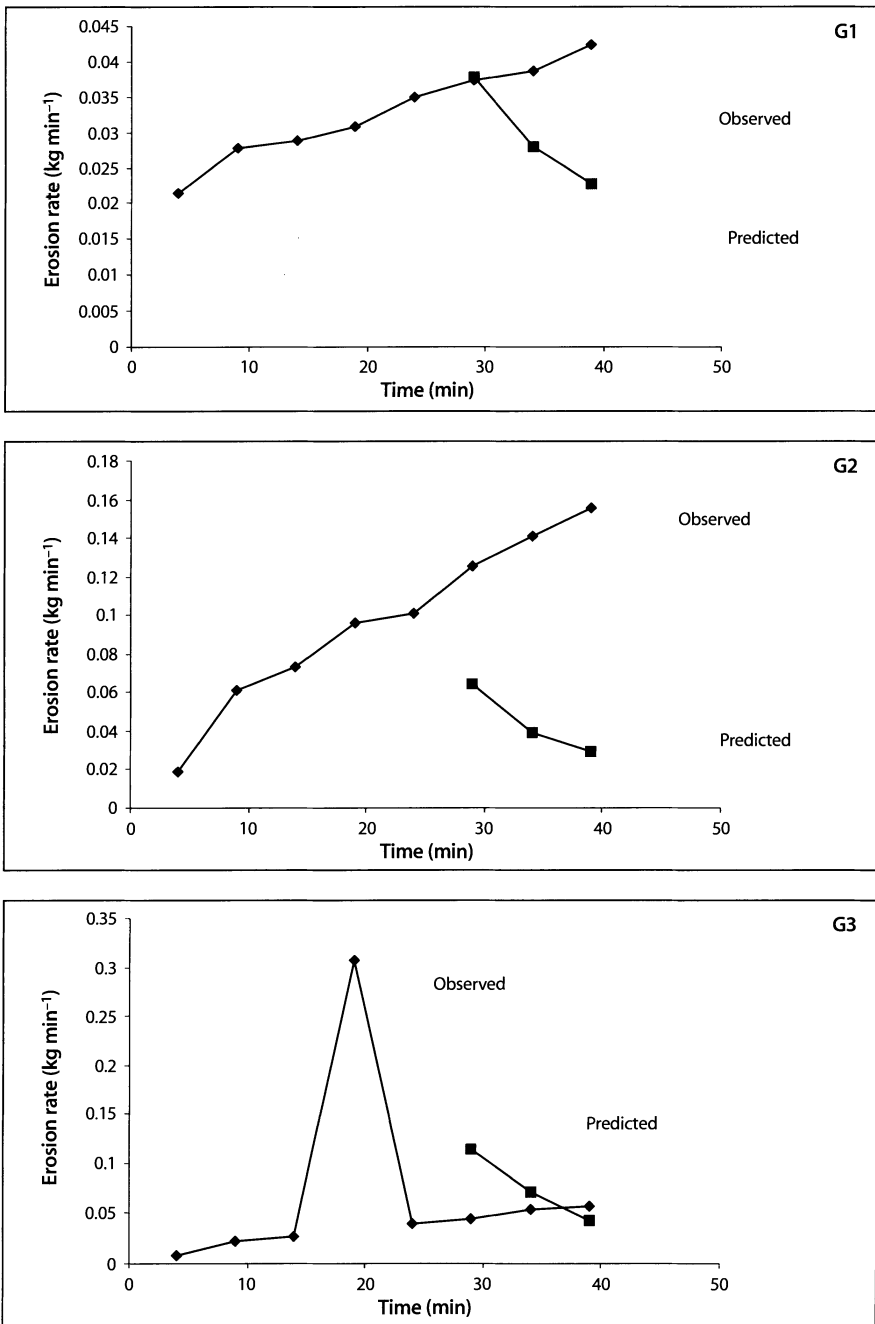 G1
0.045
0.04
0.035
0.03
0.025
0.02
0.015
0.01
0.005
0
Erosion rate (kg min⁻¹)
Observed
Predicted
0 10 20 30 40 50
Time (min)
G2
0.18
0.16
0.14
0.12
0.1
0.08
0.06
0.04
0.02
0
Erosion rate (kg min⁻¹)
Observed
Predicted
0 10 20 30 40 50
Time (min)
G3
0.35
0.3
0.25
0.2
0.15
0.1
0.05
0
Erosion rate (kg min⁻¹)
Observed
Predicted
0 10 20 30 40 50
Time (min)